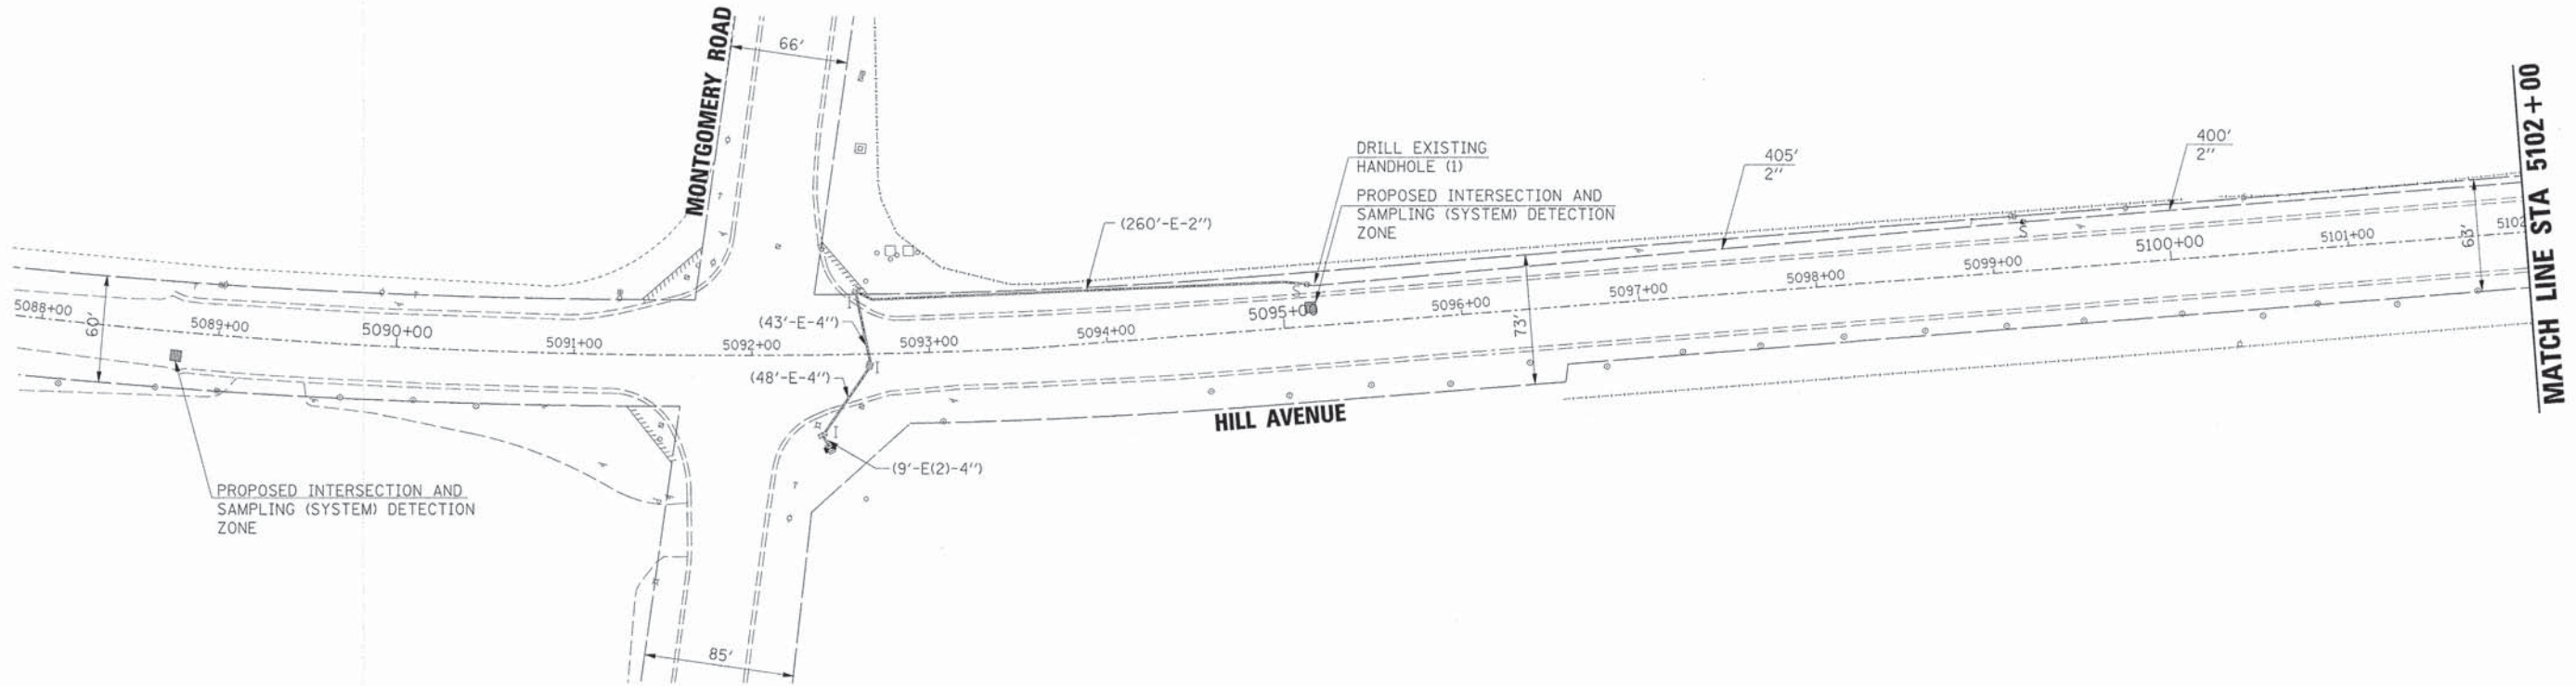 MONTGOMERY ROAD
66'
DRILL EXISTING
HANDHOLE (1)
PROPOSED INTERSECTION AND
SAMPLING (SYSTEM) DETECTION
ZONE
405'
2"
400'
2"
MATCH LINE STA 5102+00
(260'-E-2")
5088+00
60'
5089+00
5090+00
5091+00
5092+00
5093+00
5094+00
5095+00
5096+00
5097+00
5098+00
5099+00
5100+00
5101+00
5102
63'
73'
S
S
(43'-E-4")
I
I
(48'-E-4")
I
(9'-E(2)-4")
HILL AVENUE
PROPOSED INTERSECTION AND
SAMPLING (SYSTEM) DETECTION
ZONE
85'